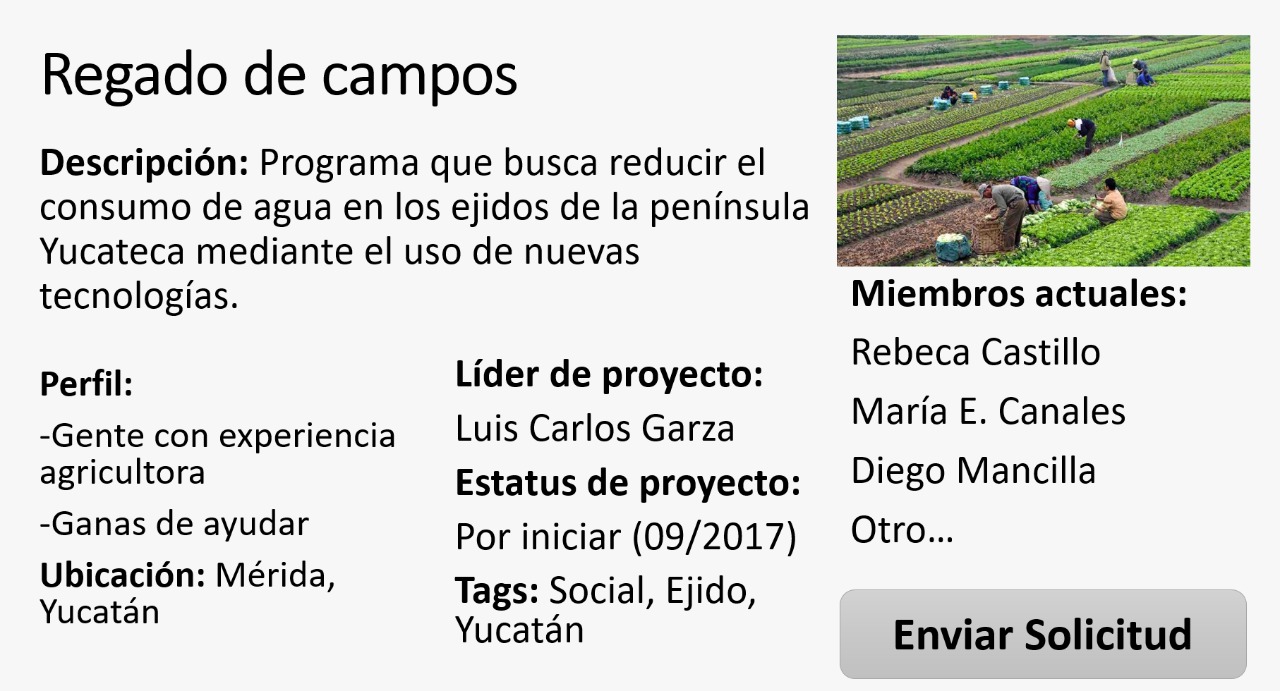 Regado de campos
Descripción: Programa que busca reducir el
consumo de agua en los ejidos de la península
Yucateca mediante el uso de nuevas
tecnologías.
Perfil:
-Gente con experiencia
agricultora
-Ganas de ayudar
Ubicación: Mérida,
Yucatán
Líder de proyecto:
Luis Carlos Garza
Estatus de proyecto:
Por iniciar (09/2017)
Tags: Social, Ejido,
Yucatán
Miembros actuales:
Rebeca Castillo
María E. Canales
Diego Mancilla
Otro…
Enviar Solicitud